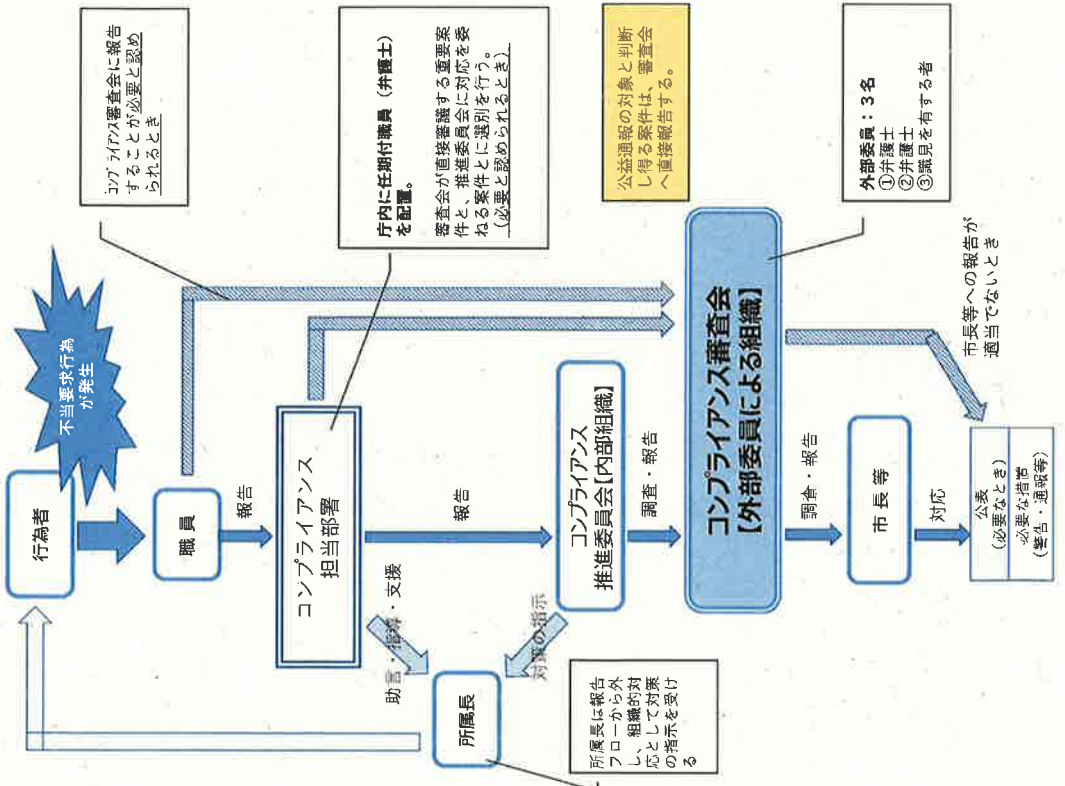 行為者
不当要求行為
が発生
職員
報告
コンプライアンス
担当部署
報告
コンプライアンス
推進委員会【内部組織】
調査・報告
コンプライアンス審査会
【外部委員による組織】
調査・報告
市長等
対応
公表
(必要なとき)
必要な措置
(警告・通報等)
市長等への報告が
適当でないとき
助言・指導・支援
対策の指示
所属長
所属長は報告
フローから外
し、組織的対
応として対策
の指示を受け
る
コンプライアンス審査会に報告
することが必要と認め
られるとき
庁内に任期付職員(弁護士)
を配置。
審査会が直接審議する重要案
件と、推進委員会に対応を委
ねる案件とに選別を行う。
(必要と認められるとき)
公益通報の対象と判断
し得る案件は、審査会
へ直接報告する。
外部委員:3名
①弁護士
②弁護士
③識見を有する者